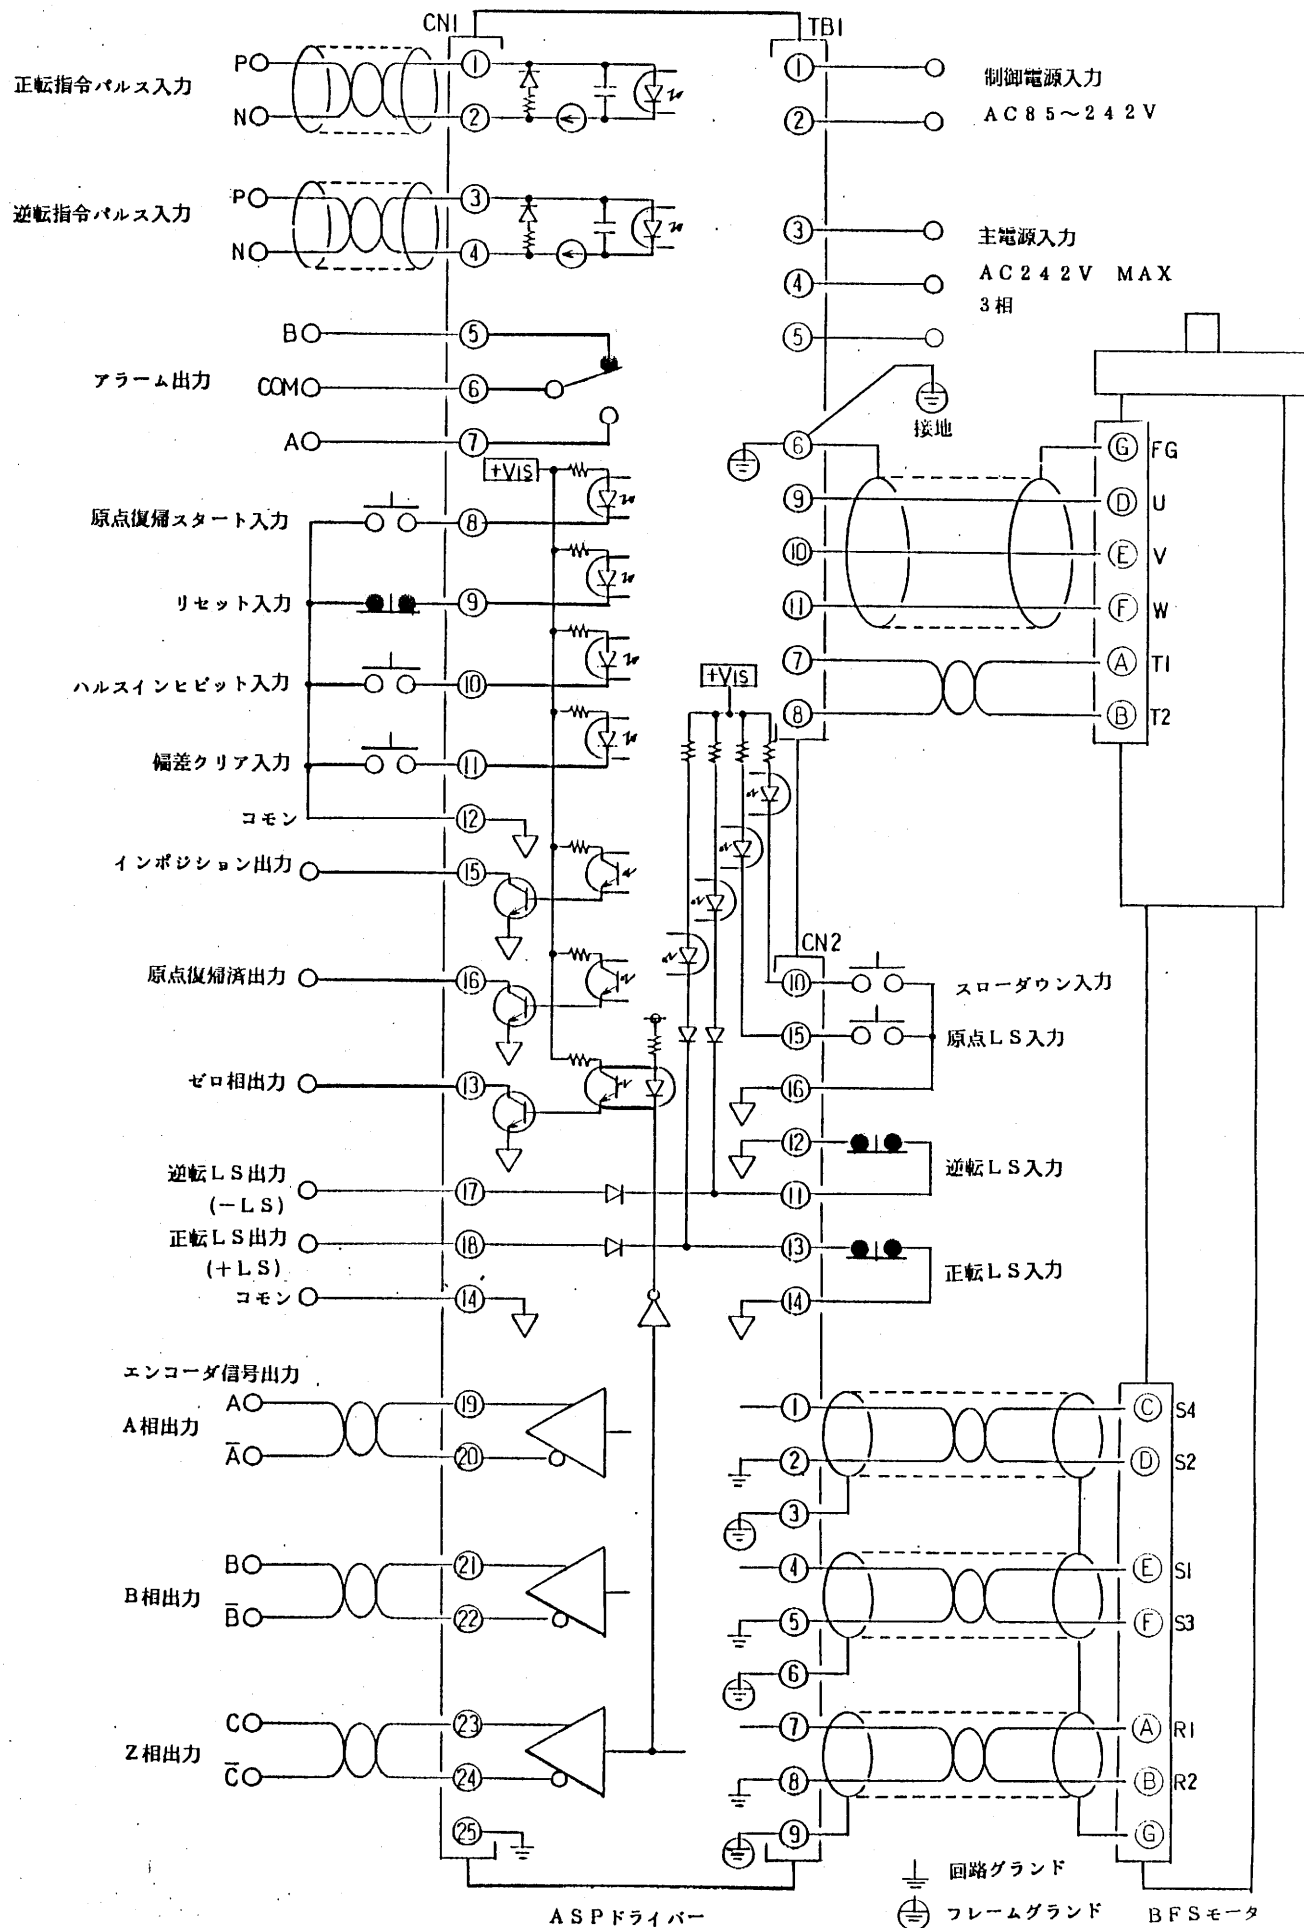 CN1
TB1
正転指令パルス入力
P
N
①
②
①
②
制御電源入力
AC85～242V
逆転指令パルス入力
P
N
③
④
③
④
⑤
主電源入力
AC242V MAX
3相
アラーム出力
B
COM
A
⑤
⑥
⑦
接地
⑥
⑨
⑩
⑪
⑦
⑧
Ⓖ FG
Ⓓ U
Ⓔ V
Ⓕ W
Ⓐ T1
Ⓑ T2
+VIS
原点復帰スタート入力
⑧
リセット入力
⑨
ハルスインヒビット入力
⑩
偏差クリア入力
⑪
コモン
⑫
+VIS
インポジション出力
⑮
原点復帰済出力
⑯
ゼロ相出力
⑬
逆転LS出力
(－LS)
⑰
正転LS出力
(＋LS)
⑱
コモン
⑭
CN2
⑩
スローダウン入力
⑮
原点LS入力
⑯
⑫
逆転LS入力
⑪
⑬
正転LS入力
⑭
エンコーダ信号出力
A相出力
A
A̅
⑲
⑳
B相出力
B
B̅
㉑
㉒
Z相出力
C
C̅
㉓
㉔
㉕
①
②
③
④
⑤
⑥
⑦
⑧
⑨
Ⓒ S4
Ⓓ S2
Ⓔ S1
Ⓕ S3
Ⓐ R1
Ⓑ R2
Ⓖ
回路グランド
フレームグランド
ASPドライバー
BFSモータ